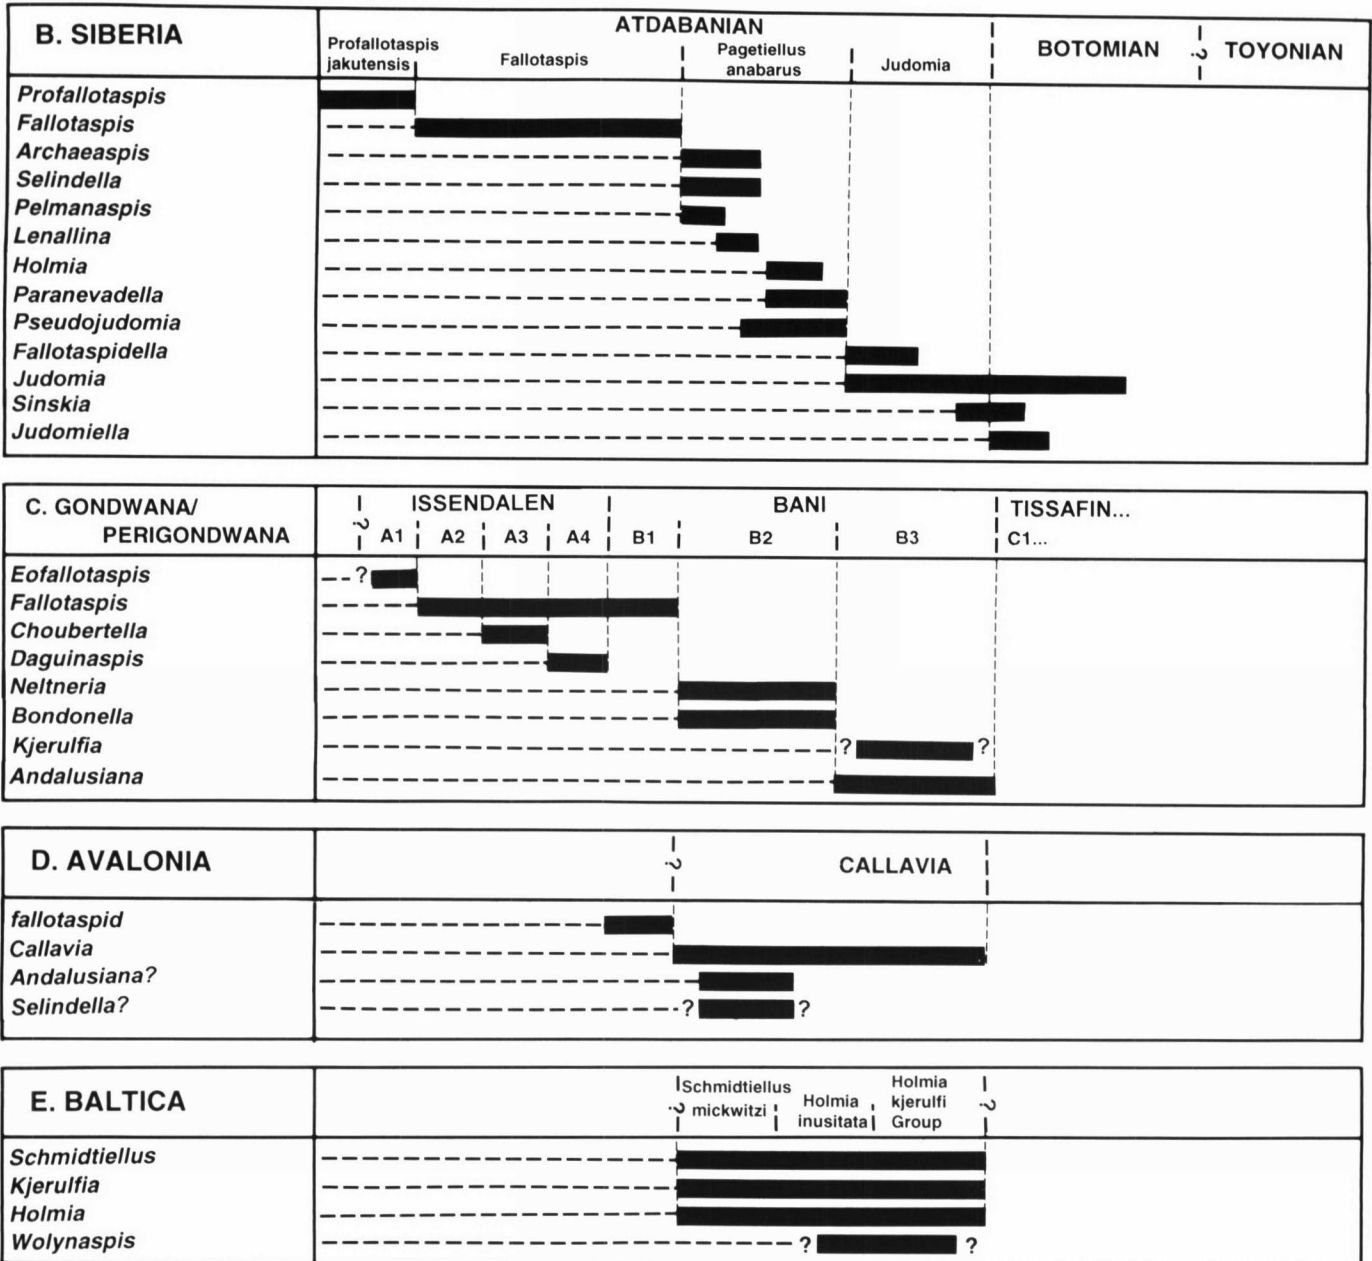 B. SIBERIA
ATDABANIAN
Profallotaspis
jakutensis
Fallotaspis
Pagetiellus
anabarus
Judomia
BOTOMIAN
?
TOYONIAN
Profallotaspis
Fallotaspis
Archaeaspis
Selindella
Pelmanaspis
Lenallina
Holmia
Paranevadella
Pseudojudomia
Fallotaspidella
Judomia
Sinskia
Judomiella
C. GONDWANA/
PERIGONDWANA
?
ISSENDALEN
BANI
TISSAFIN...
A1 A2 A3 A4 B1 B2 B3 C1...
Eofallotaspis ?
Fallotaspis
Choubertella
Daguinaspis
Neltneria
Bondonella
Kjerulfia ? ?
Andalusiana
D. AVALONIA
?
CALLAVIA
fallotaspid
Callavia
Andalusiana?
Selindella? ? ?
E. BALTICA
?
Schmidtiellus
mickwitzi
Holmia
inusitata
Holmia
kjerulfi
Group
?
Schmidtiellus
Kjerulfia
Holmia
Wolynaspis ? ?